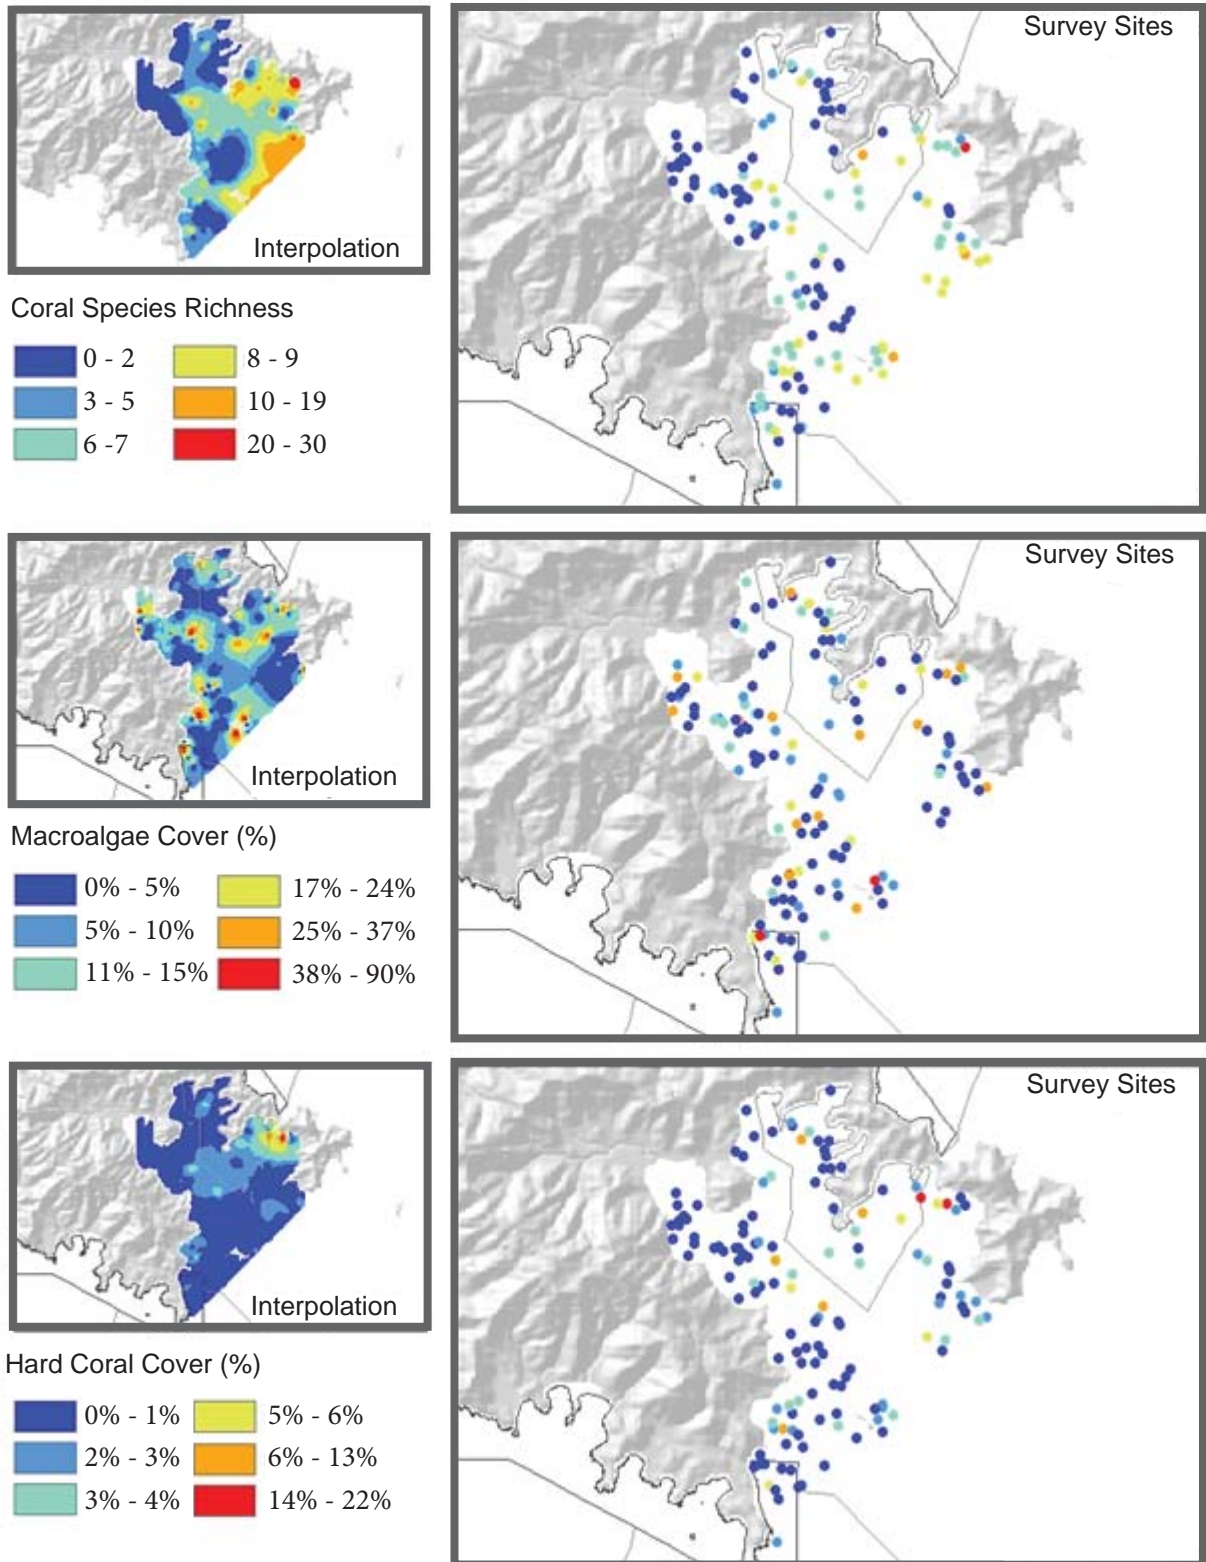 Survey Sites
Interpolation
Coral Species Richness
0 - 2
8 - 9
3 - 5
10 - 19
6 -7
20 - 30
Survey Sites
Interpolation
Macroalgae Cover (%)
0% - 5%
17% - 24%
5% - 10%
25% - 37%
11% - 15%
38% - 90%
Survey Sites
Interpolation
Hard Coral Cover (%)
0% - 1%
5% - 6%
2% - 3%
6% - 13%
3% - 4%
14% - 22%